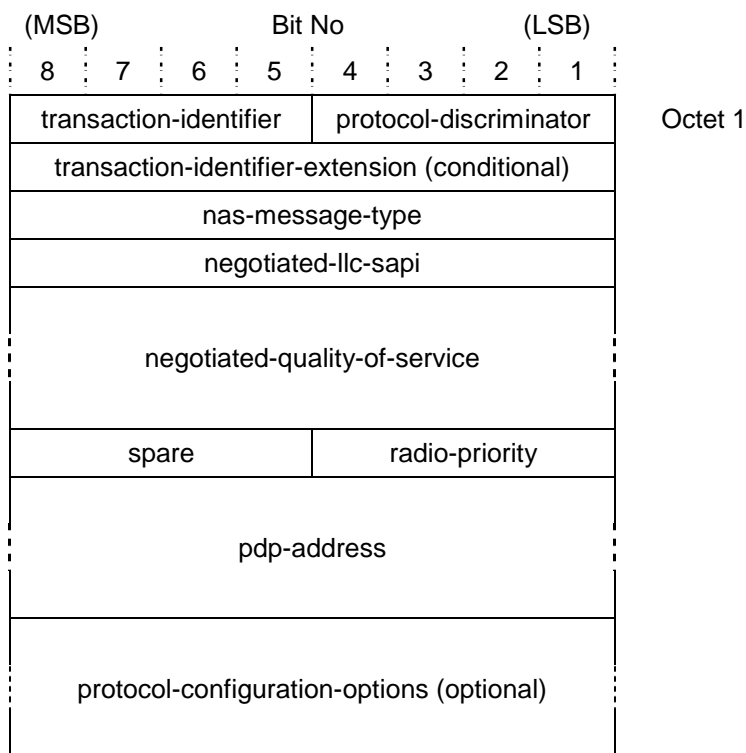 (MSB) Bit No (LSB)
8 7 6 5 4 3 2 1
transaction-identifier protocol-discriminator Octet 1
transaction-identifier-extension (conditional)
nas-message-type
negotiated-llc-sapi
negotiated-quality-of-service
spare radio-priority
pdp-address
protocol-configuration-options (optional)